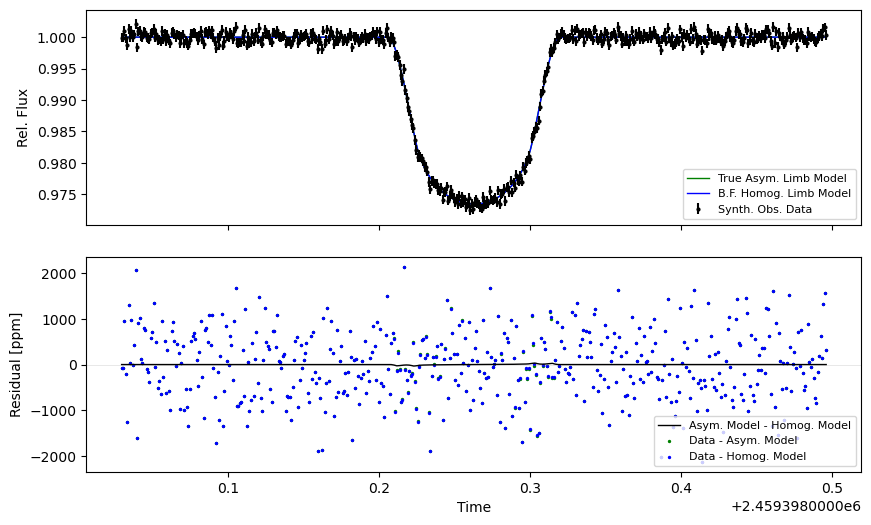 1.000
0.995
0.990
0.985
0.980
0.975
Rel. Flux
True Asym. Limb Model
B.F. Homog. Limb Model
Synth. Obs. Data
2000
1000
0
−1000
−2000
Residual [ppm]
Asym. Model - Homog. Model
Data - Asym. Model
Data - Homog. Model
0.1
0.2
0.3
0.4
0.5
Time
+2.4593980000e6